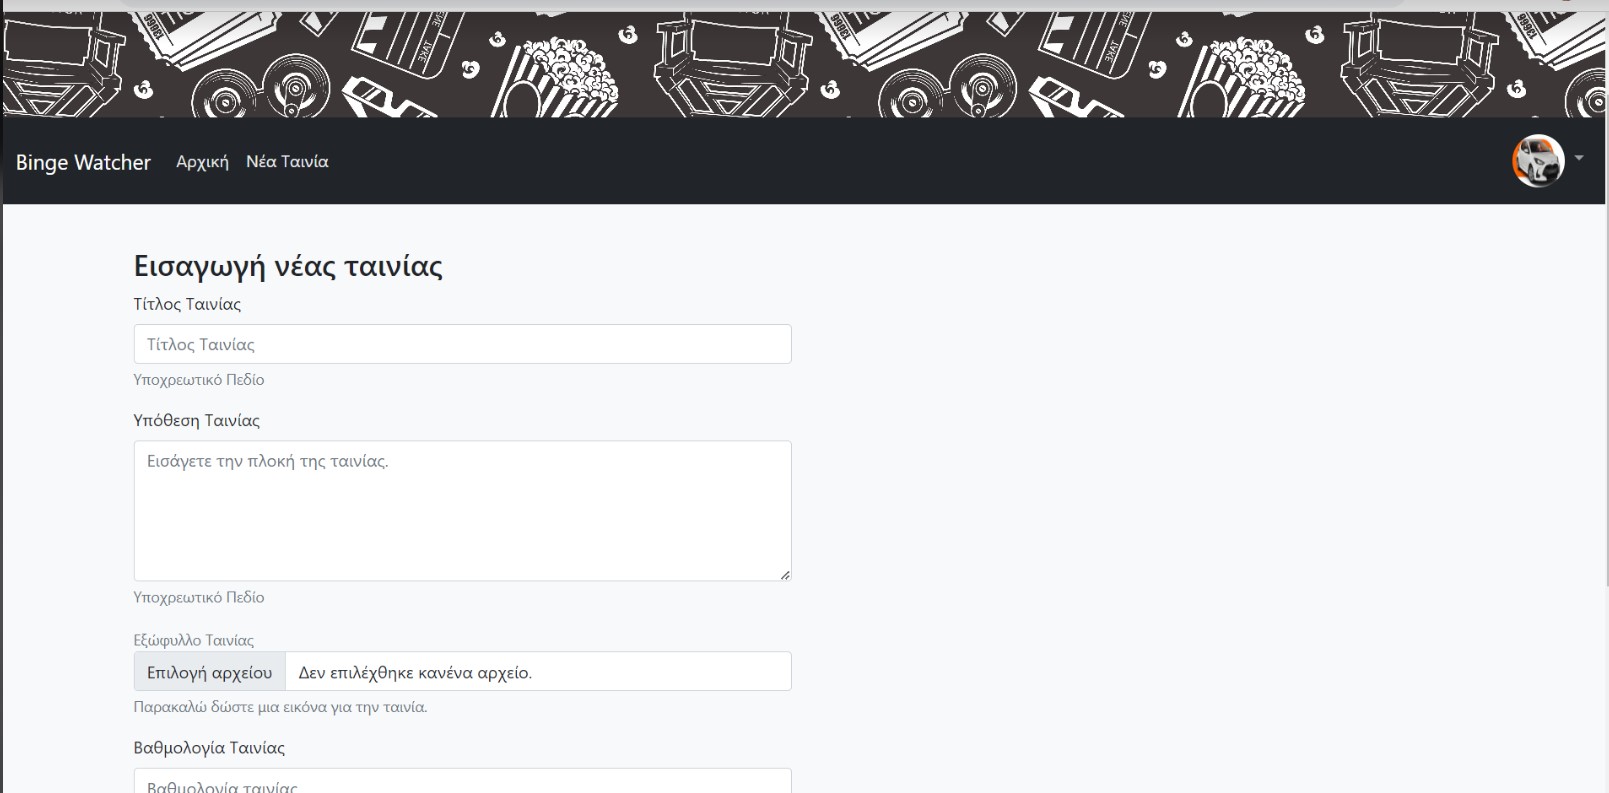 Binge Watcher Αρχική Νέα Ταινία
Εισαγωγή νέας ταινίας
Τίτλος Ταινίας
Τίτλος Ταινίας
Υποχρεωτικό Πεδίο
Υπόθεση Ταινίας
Εισάγετε την πλοκή της ταινίας.
Υποχρεωτικό Πεδίο
Εξώφυλλο Ταινίας
Επιλογή αρχείου Δεν επιλέχθηκε κανένα αρχείο.
Παρακαλώ δώστε μια εικόνα για την ταινία.
Βαθμολογία Ταινίας
Βαθμολογία ταινίας